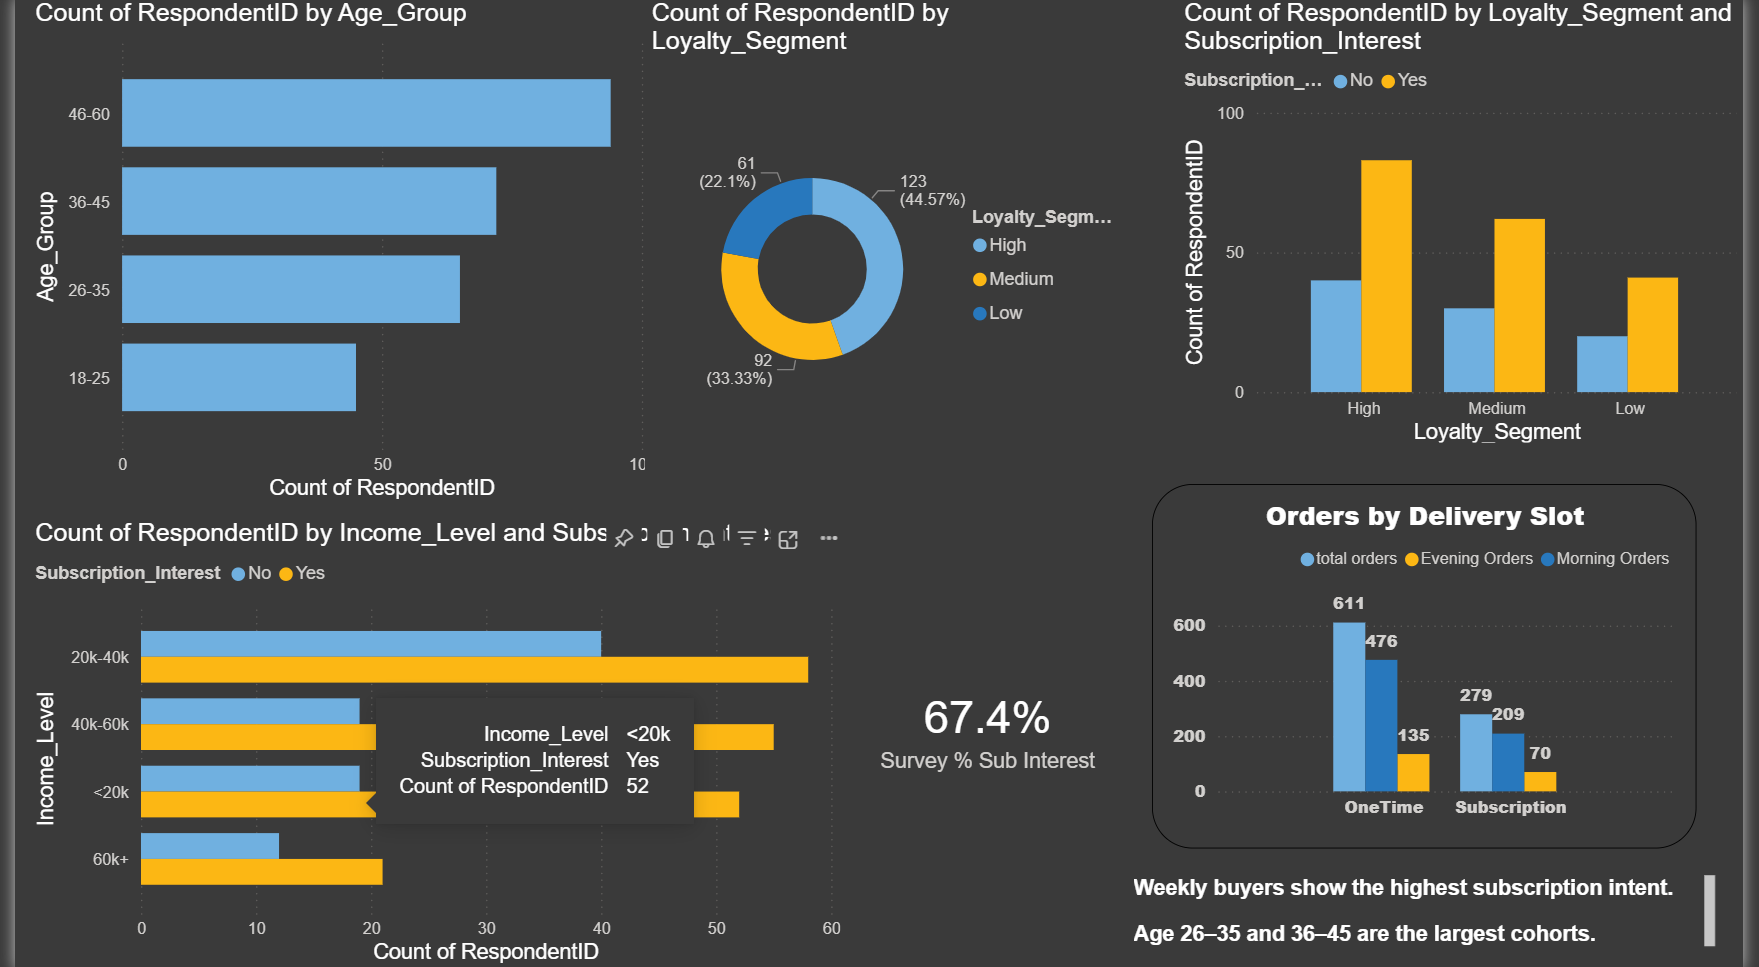 Count of RespondentID by Age_Group
Age_Group
46-60
36-45
26-35
18-25
0
50
10
Count of RespondentID
Count of RespondentID by
Loyalty_Segment
61
(22.1%)
123
(44.57%)
92
(33.33%)
Loyalty_Segm...
High
Medium
Low
Count of RespondentID by Loyalty_Segment and
Subscription_Interest
Subscription_... No Yes
Count of RespondentID
100
50
0
High Medium Low
Loyalty_Segment
Count of RespondentID by Income_Level and Subs
Subscription_Interest No Yes
Income_Level
20k-40k
40k-60k
<20k
60k+
Income_Level <20k
Subscription_Interest Yes
Count of RespondentID 52
0 10 20 30 40 50 60
Count of RespondentID
67.4%
Survey % Sub Interest
Orders by Delivery Slot
total orders Evening Orders Morning Orders
600
400
200
0
611
476
135
279
209
70
OneTime Subscription
Weekly buyers show the highest subscription intent.
Age 26–35 and 36–45 are the largest cohorts.